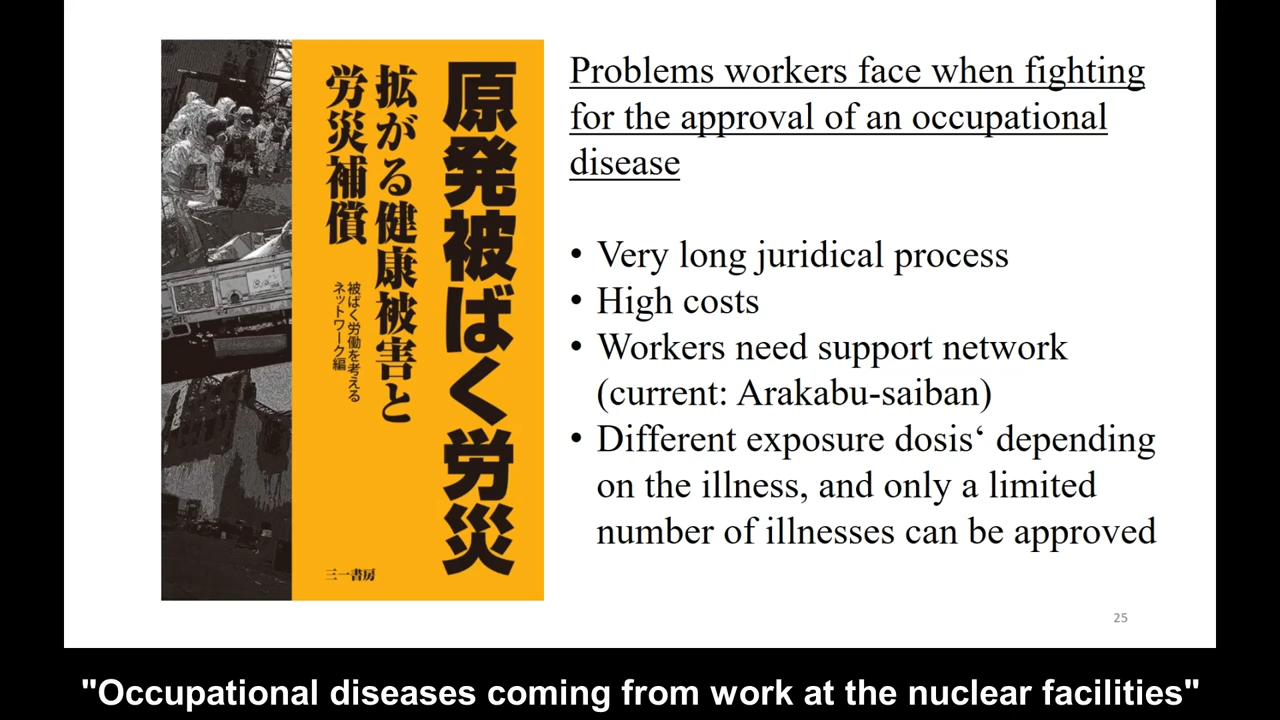 原発被ばく労災
拡がる健康被害と
労災補償
被ばく労働を考える
ネットワーク編
三一書房
Problems workers face when fighting
for the approval of an occupational
disease
• Very long juridical process
• High costs
• Workers need support network
(current: Arakabu-saiban)
• Different exposure dosis‘ depending
on the illness, and only a limited
number of illnesses can be approved
25
"Occupational diseases coming from work at the nuclear facilities"